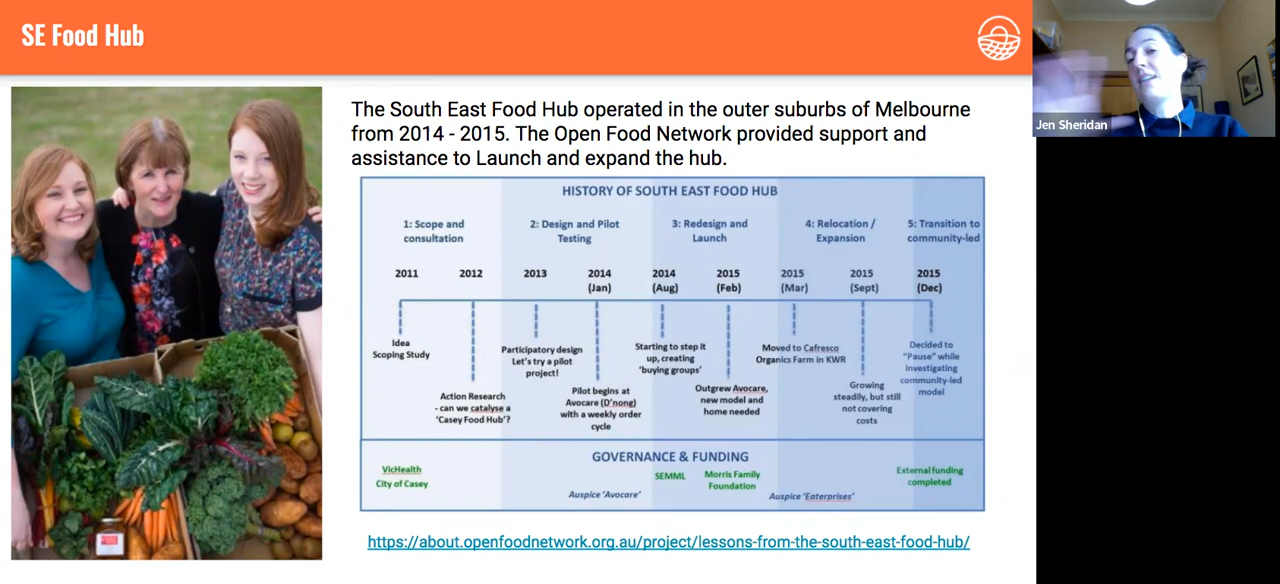 SE Food Hub
Jen Sheridan
The South East Food Hub operated in the outer suburbs of Melbourne
from 2014 - 2015. The Open Food Network provided support and
assistance to Launch and expand the hub.
HISTORY OF SOUTH EAST FOOD HUB
1: Scope and
consultation
2: Design and Pilot
Testing
3: Redesign and
Launch
4: Relocation /
Expansion
5: Transition to
community-led
2011
2012
2013
2014
(Jan)
2014
(Aug)
2015
(Feb)
2015
(Mar)
2015
(Sept)
2015
(Dec)
Idea
Scoping Study
Action Research
- can we catalyse a
'Casey Food Hub'?
Participatory design
Let's try a pilot
project!
Pilot begins at
Avocare (D'nong)
with a weekly order
cycle
Starting to step it
up, creating
'buying groups'
Outgrew Avocare,
new model and
home needed
Moved to Cafresco
Organics Farm in KWR
Growing
steadily, but still
not covering
costs
Decided to
"Pause" while
investigating
community-led
model
GOVERNANCE & FUNDING
VicHealth
City of Casey
Auspice 'Avocare'
SEMML
Morris Family
Foundation
Auspice 'Eaterprises'
External funding
completed
https://about.openfoodnetwork.org.au/project/lessons-from-the-south-east-food-hub/